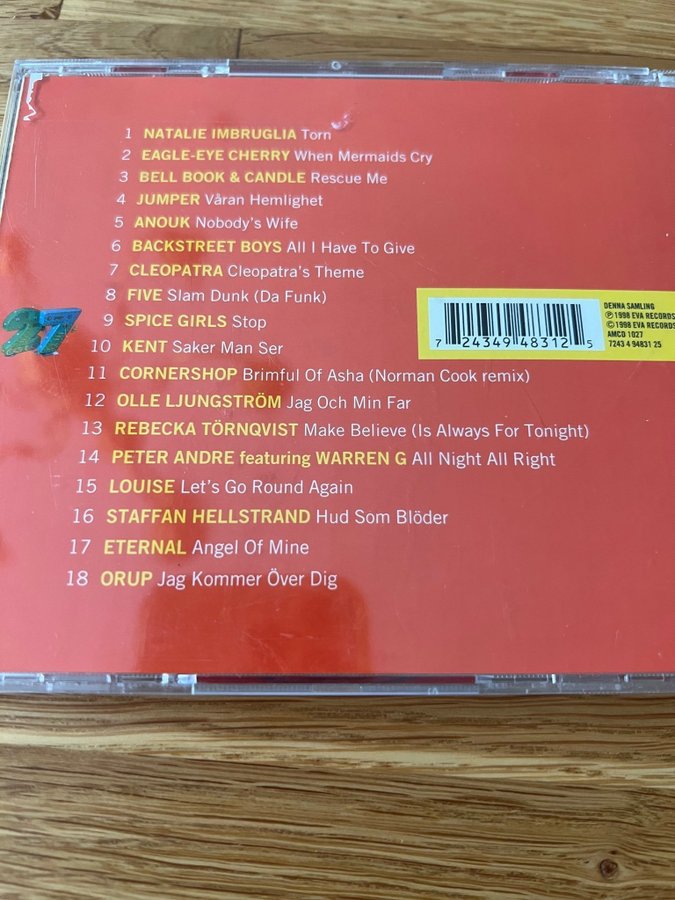 1 NATALIE IMBRUGLIA Torn
2 EAGLE-EYE CHERRY When Mermaids Cry
3 BELL BOOK & CANDLE Rescue Me
4 JUMPER Våran Hemlighet
5 ANOUK Nobody's Wife
6 BACKSTREET BOYS All I Have To Give
7 CLEOPATRA Cleopatra's Theme
8 FIVE Slam Dunk (Da Funk)
9 SPICE GIRLS Stop
10 KENT Saker Man Ser
11 CORNERSHOP Brimful Of Asha (Norman Cook remix)
12 OLLE LJUNGSTRÖM Jag Och Min Far
13 REBECKA TÖRNQVIST Make Believe (Is Always For Tonight)
14 PETER ANDRE featuring WARREN G All Night All Right
15 LOUISE Let's Go Round Again
16 STAFFAN HELLSTRAND Hud Som Blöder
17 ETERNAL Angel Of Mine
18 ORUP Jag Kommer Över Dig
27
7 24349 48312 5
DENNA SAMLING
℗ 1998 EVA RECORDS
© 1998 EVA RECORDS
AMCD 1027
7243 4 94831 25